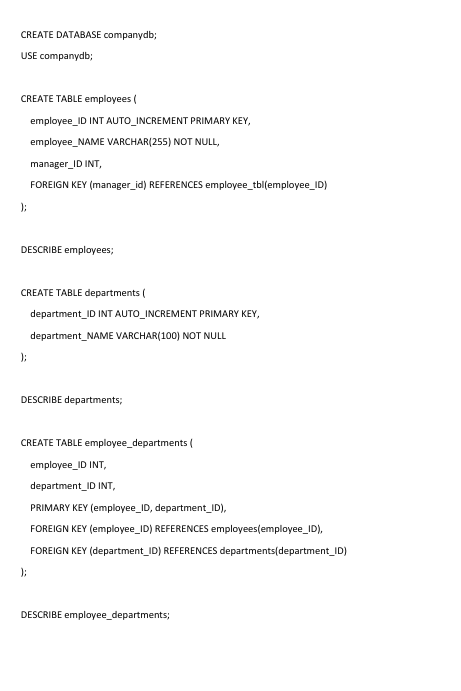 CREATE DATABASE companydb;
USE companydb;
CREATE TABLE employees (
employee_ID INT AUTO_INCREMENT PRIMARY KEY,
employee_NAME VARCHAR(255) NOT NULL,
manager_ID INT,
FOREIGN KEY (manager_id) REFERENCES employee_tbl(employee_ID)
);
DESCRIBE employees;
CREATE TABLE departments (
department_ID INT AUTO_INCREMENT PRIMARY KEY,
department_NAME VARCHAR(100) NOT NULL
);
DESCRIBE departments;
CREATE TABLE employee_departments (
employee_ID INT,
department_ID INT,
PRIMARY KEY (employee_ID, department_ID),
FOREIGN KEY (employee_ID) REFERENCES employees(employee_ID),
FOREIGN KEY (department_ID) REFERENCES departments(department_ID)
);
DESCRIBE employee_departments;